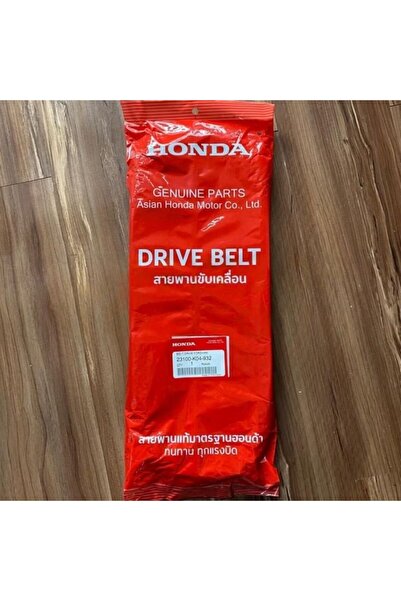 HONDA
GENUINE PARTS
Asian Honda Motor Co., Ltd.
DRIVE BELT
สายพานขับเคลื่อน
HONDA
23100-K04-932
1
สายพานแท้มาตรฐานฮอนด้า
ทนทาน ทุกแรงบิด